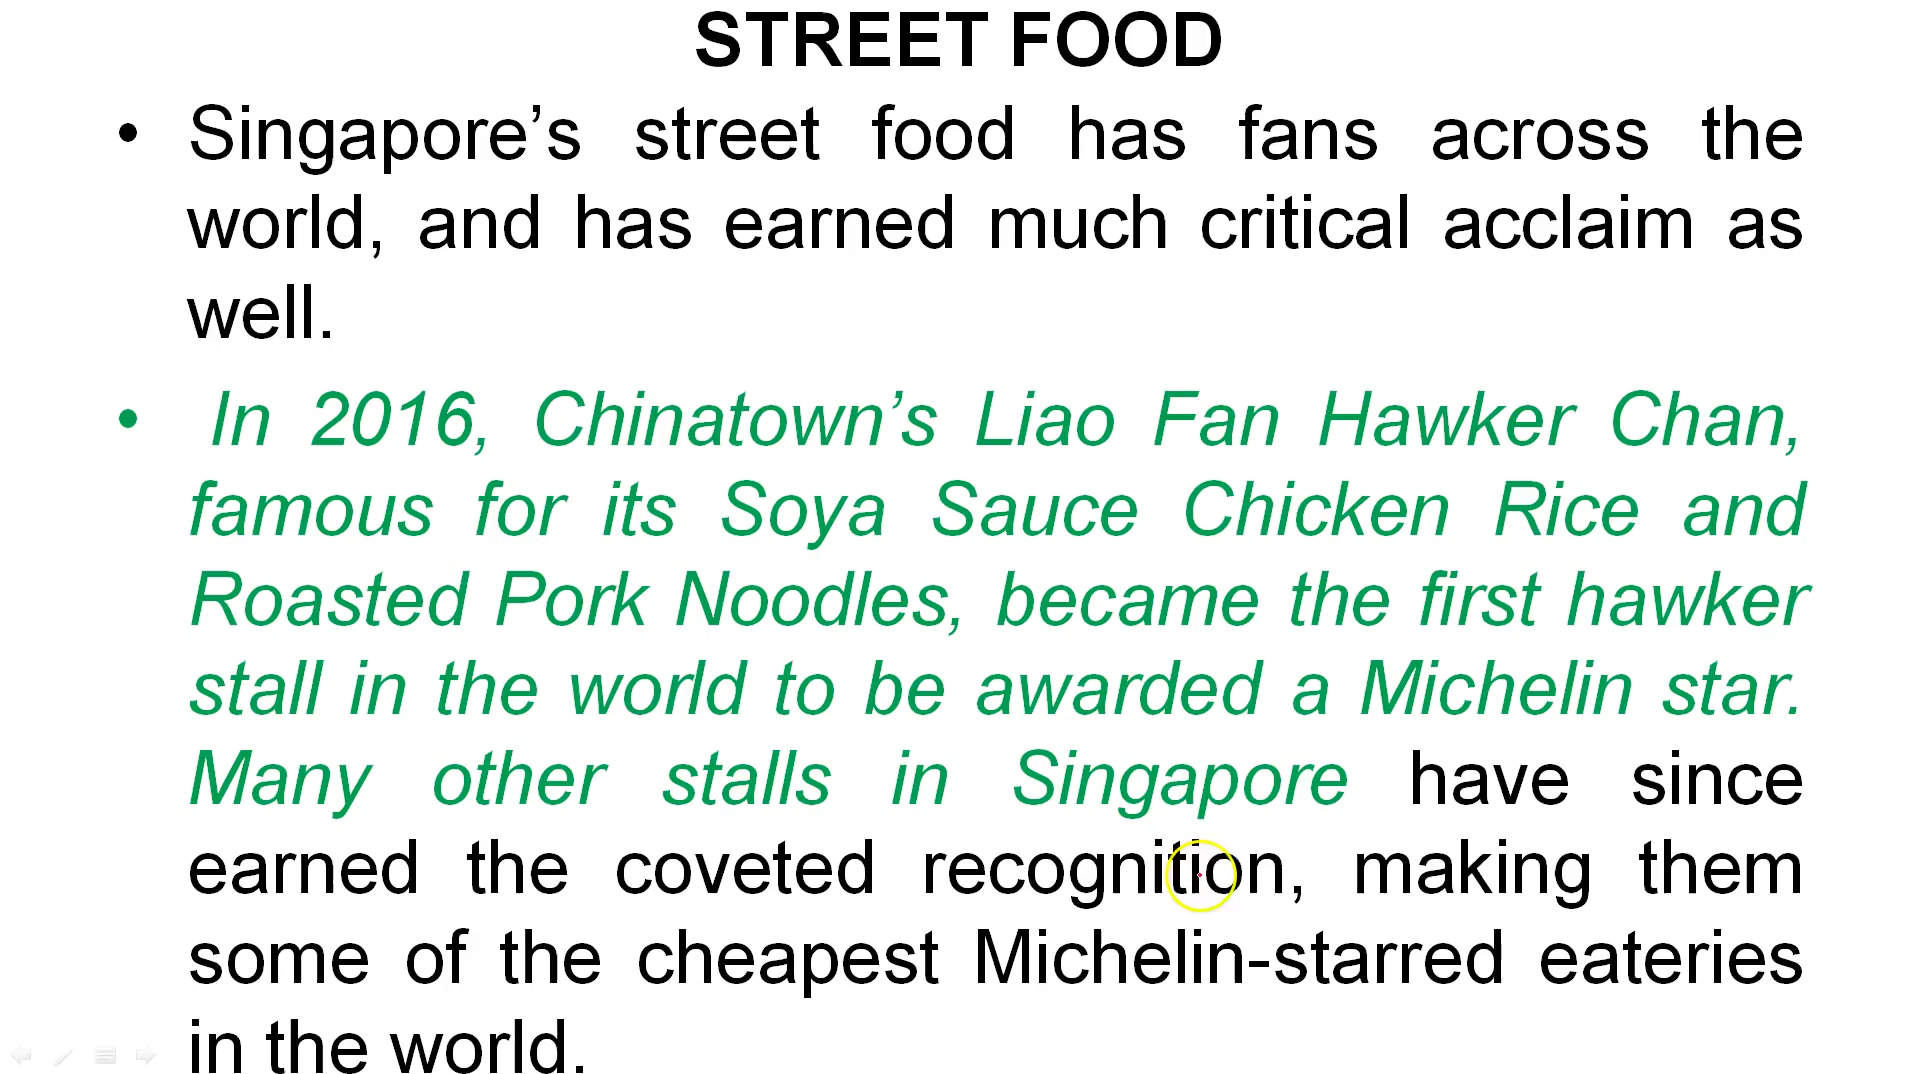 STREET FOOD
• Singapore’s street food has fans across the
world, and has earned much critical acclaim as
well.
• In 2016, Chinatown’s Liao Fan Hawker Chan,
famous for its Soya Sauce Chicken Rice and
Roasted Pork Noodles, became the first hawker
stall in the world to be awarded a Michelin star.
Many other stalls in Singapore have since
earned the coveted recognition, making them
some of the cheapest Michelin-starred eateries
in the world.